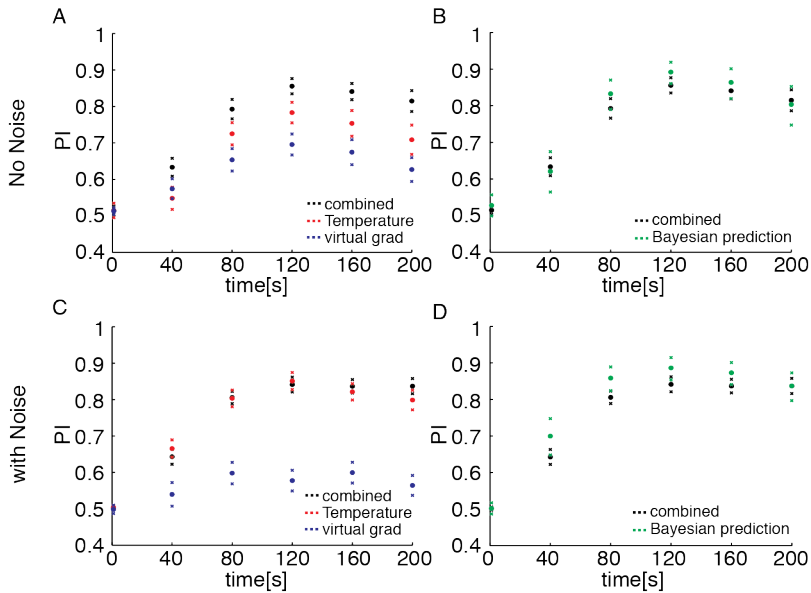 A
B
No Noise
PI
1
0.9
0.8
0.7
0.6
0.5
0.4
0 40 80 120 160 200
time[s]
combined
Temperature
virtual grad
PI
1
0.9
0.8
0.7
0.6
0.5
0.4
0 40 80 120 160 200
time[s]
combined
Bayesian prediction
C
D
with Noise
PI
1
0.9
0.8
0.7
0.6
0.5
0.4
0 40 80 120 160 200
time[s]
combined
Temperature
virtual grad
PI
1
0.9
0.8
0.7
0.6
0.5
0.4
0 40 80 120 160 200
time[s]
combined
Bayesian prediction